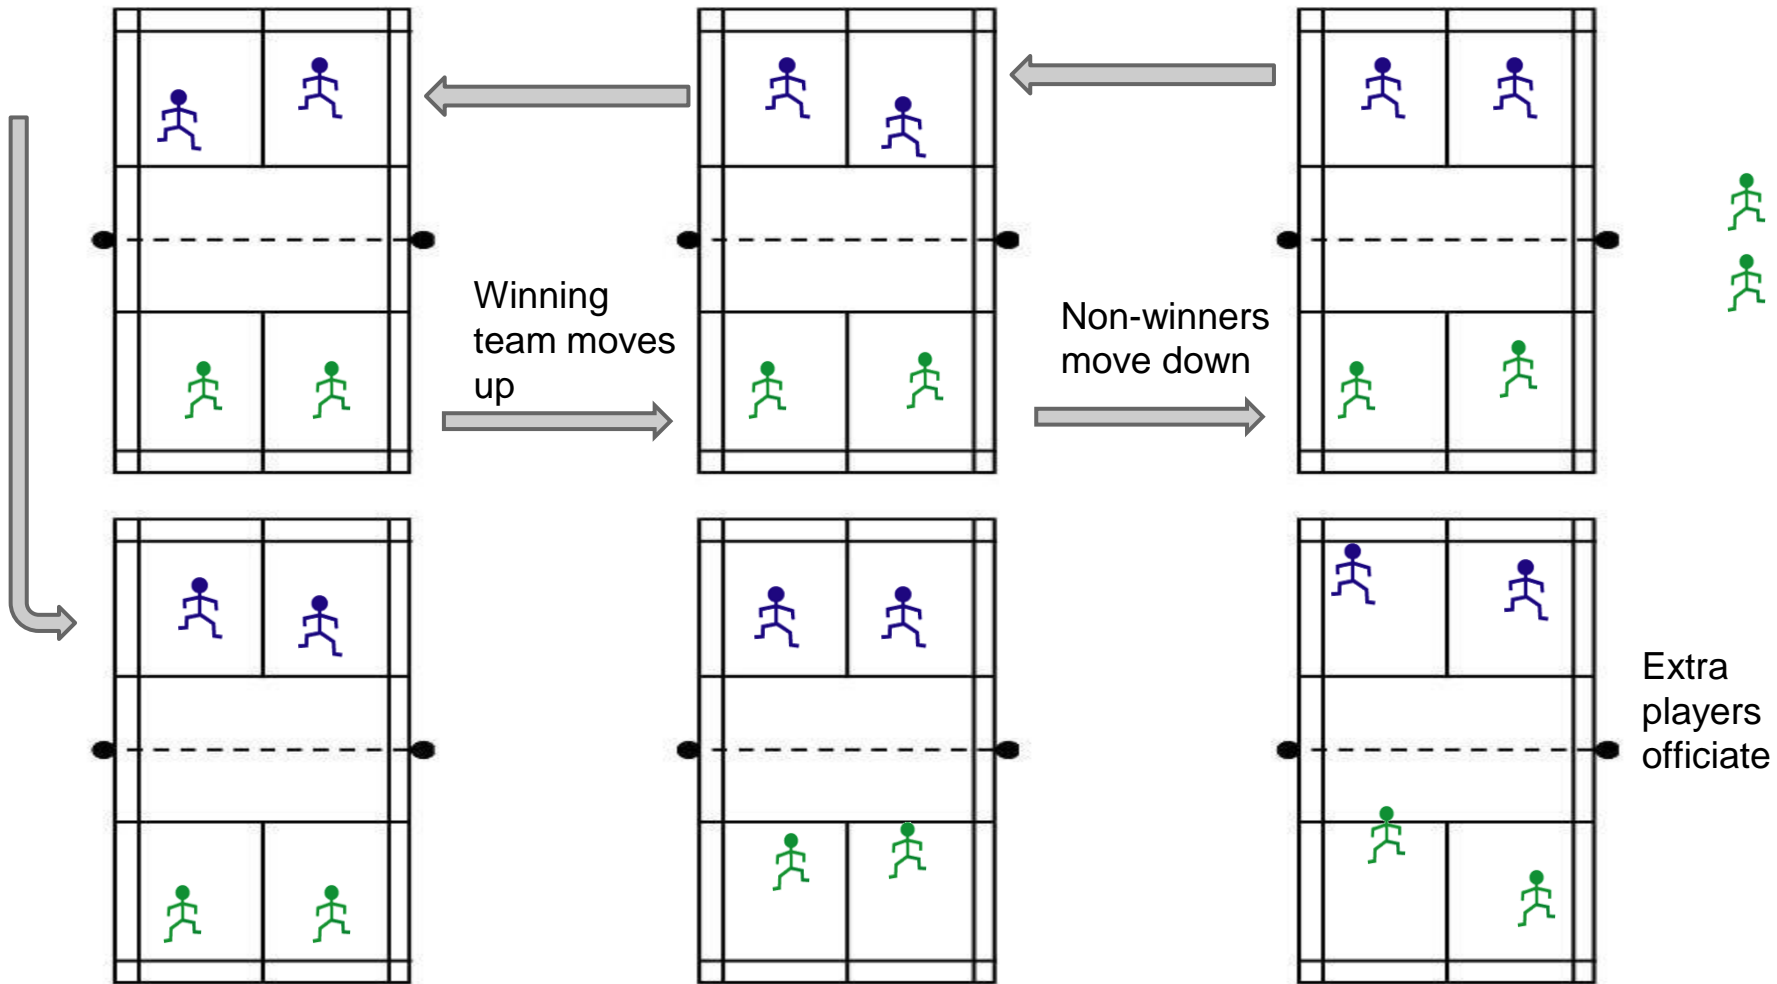 Winning
team moves
up
Non-winners
move down
Extra
players
officiate